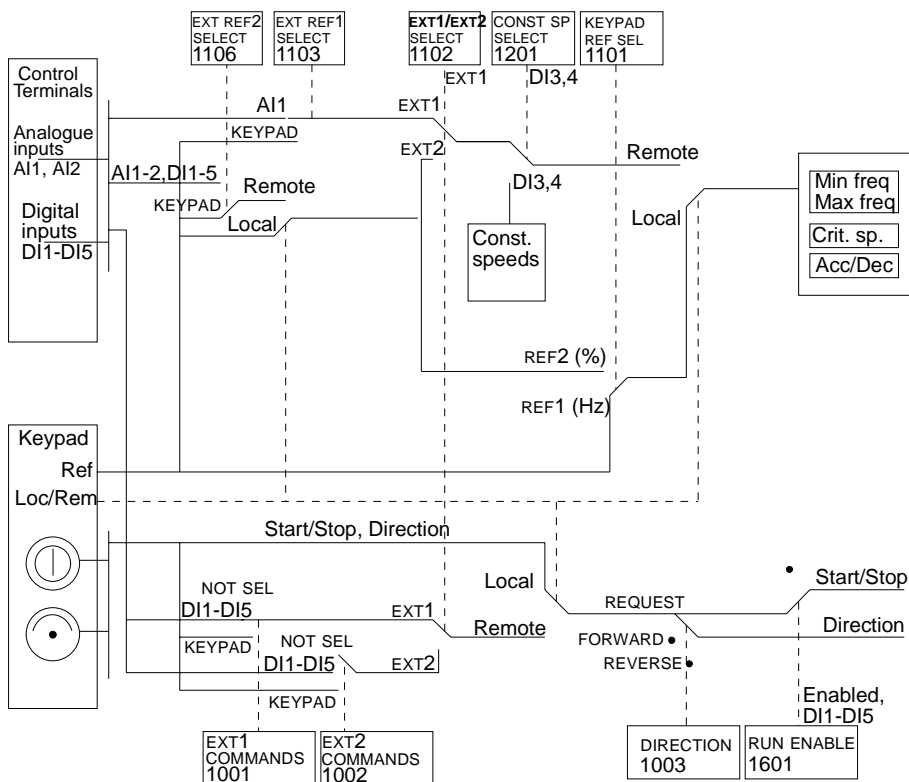 EXT REF2
SELECT
1106
EXT REF1
SELECT
1103
EXT1/EXT2
SELECT
1102
CONST SP
SELECT
1201
KEYPAD
REF SEL
1101
EXT1
DI3,4
Control
Terminals
Analogue
inputs
AI1, AI2
Digital
inputs
DI1-DI5
AI1
KEYPAD
EXT1
EXT2
AI1-2,DI1-5
Remote
KEYPAD
Local
DI3,4
Const.
speeds
Remote
Local
Min freq
Max freq
Crit. sp.
Acc/Dec
REF2 (%)
REF1 (Hz)
Keypad
Ref
Loc/Rem
Start/Stop, Direction
NOT SEL
DI1-DI5
KEYPAD
EXT1
NOT SEL
DI1-DI5
KEYPAD
EXT2
Remote
Local
REQUEST
Start/Stop
Direction
FORWARD
REVERSE
Enabled,
DI1-DI5
EXT1
COMMANDS
1001
EXT2
COMMANDS
1002
DIRECTION
1003
RUN ENABLE
1601